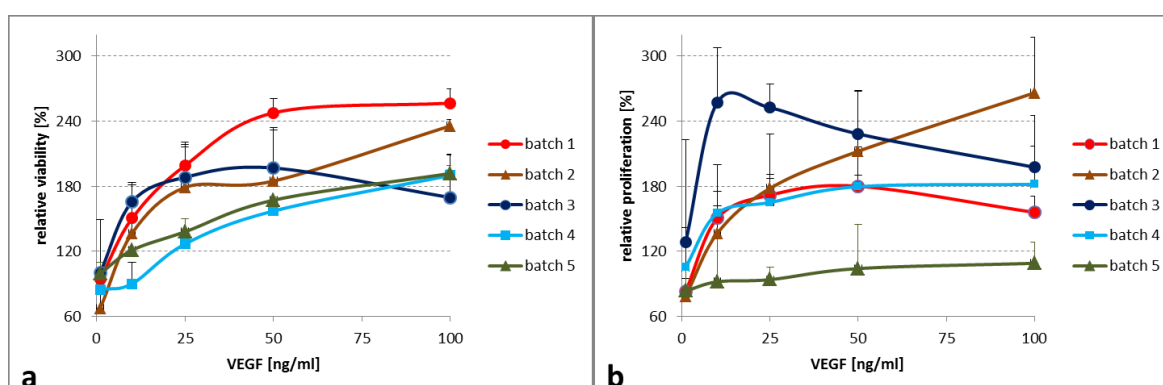 300
240
180
120
60
relative viability [%]
0
25
50
75
100
VEGF [ng/ml]
batch 1
batch 2
batch 3
batch 4
batch 5
a
300
240
180
120
60
relative proliferation [%]
0
25
50
75
100
VEGF [ng/ml]
batch 1
batch 2
batch 3
batch 4
batch 5
b